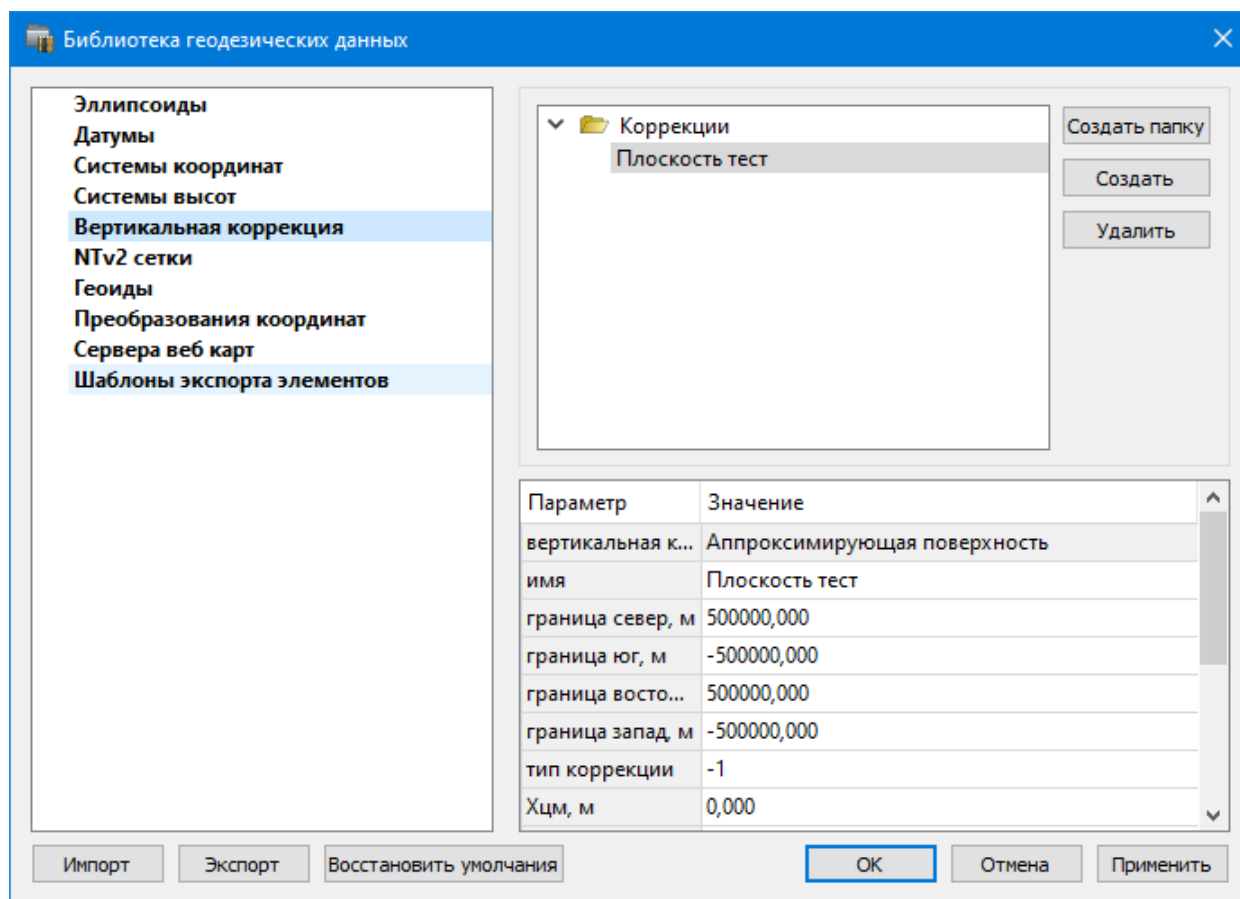 Библиотека геодезических данных
Эллипсоиды
Датумы
Системы координат
Системы высот
Вертикальная коррекция
NTv2 сетки
Геоиды
Преобразования координат
Сервера веб карт
Шаблоны экспорта элементов
Коррекции
Плоскость тест
Создать папку
Создать
Удалить
Параметр Значение
вертикальная к... Аппроксимирующая поверхность
имя Плоскость тест
граница север, м 500000,000
граница юг, м -500000,000
граница восто... 500000,000
граница запад, м -500000,000
тип коррекции -1
Xцм, м 0,000
Импорт Экспорт Восстановить умолчания ОК Отмена Применить